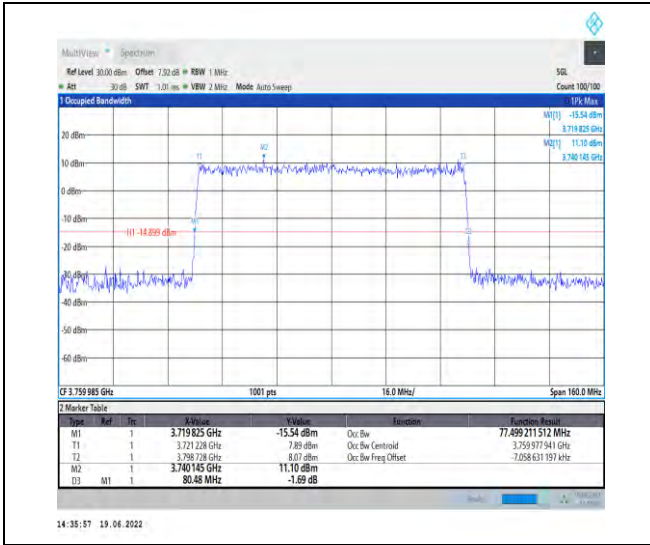 MultiView Spectrum
Ref Level 30.00 dBm Offset 7.92 dB RBW 1 MHz SGL
Att 30 dB SWT 1.01 ms VBW 2 MHz Mode Auto Sweep Count 100/100
1 Occupied Bandwidth 1Pk Max
M1[1] -15.54 dBm
3.719 825 GHz
M2[1] 11.10 dBm
3.740 145 GHz
20 dBm
M2
T1
10 dBm
0 dBm
-10 dBm
M1
H1 -14.899 dBm
-20 dBm
-30 dBm
-40 dBm
-50 dBm
-60 dBm
CF 3.759 985 GHz 1001 pts 16.0 MHz/ Span 160.0 MHz
2 Marker Table
Type Ref Trc X-Value Y-Value Function Function Result
M1 1 3.719 825 GHz -15.54 dBm Occ Bw 77.499 211 512 MHz
T1 1 3.721 228 GHz 7.89 dBm Occ Bw Centroid 3.759 977 941 GHz
T2 1 3.798 728 GHz 8.07 dBm Occ Bw Freq Offset -7.058 631 197 kHz
M2 1 3.740 145 GHz 11.10 dBm
D3 M1 1 80.48 MHz -1.69 dB
14:35:57 19.06.2022